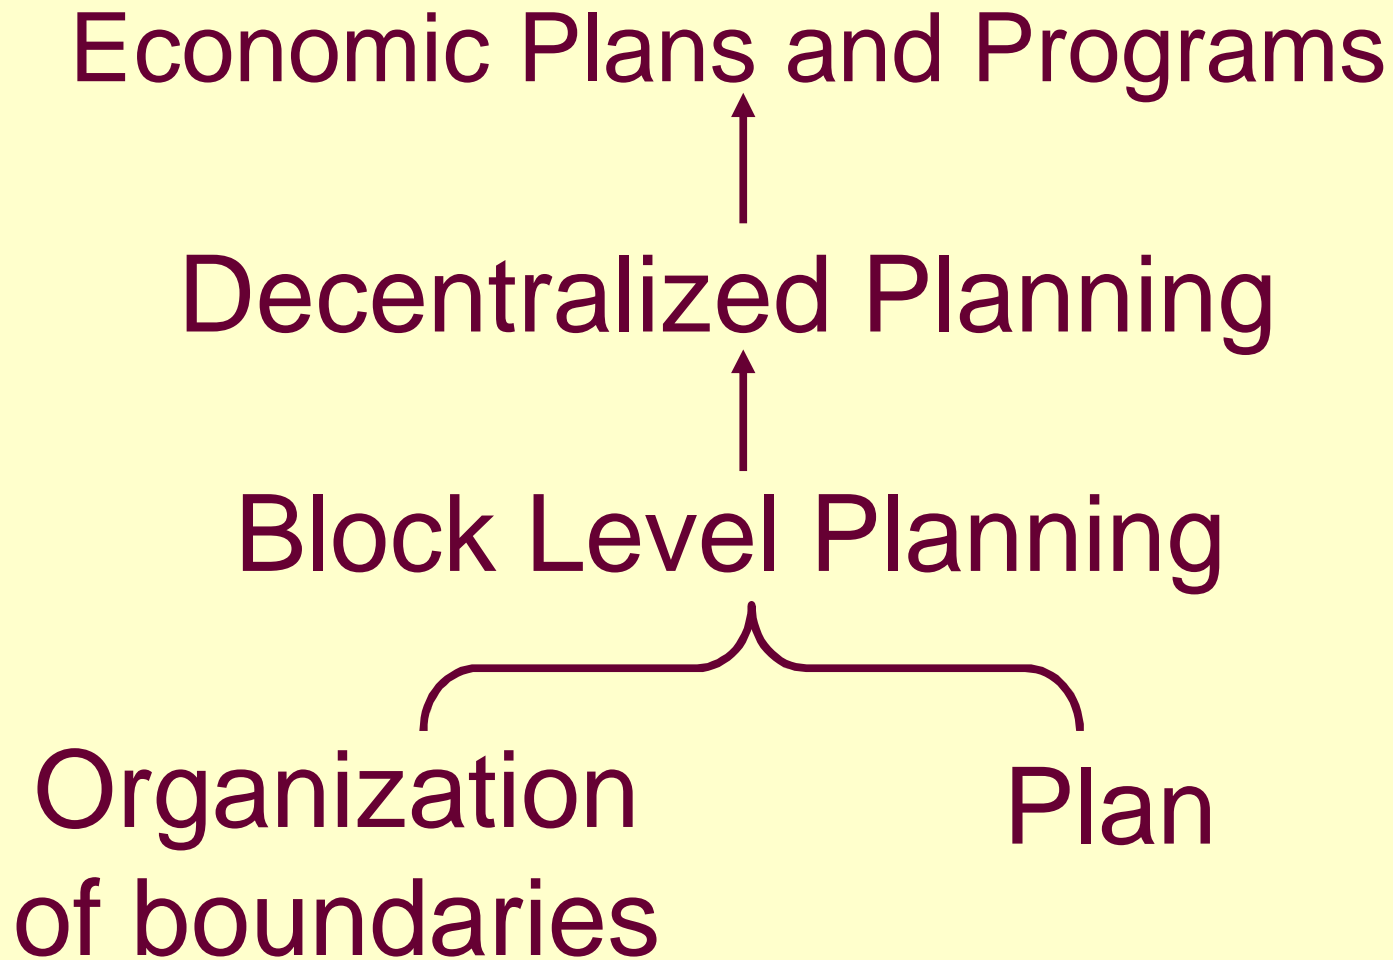 Economic Plans and Programs
Decentralized Planning
Block Level Planning
Organization
of boundaries
Plan